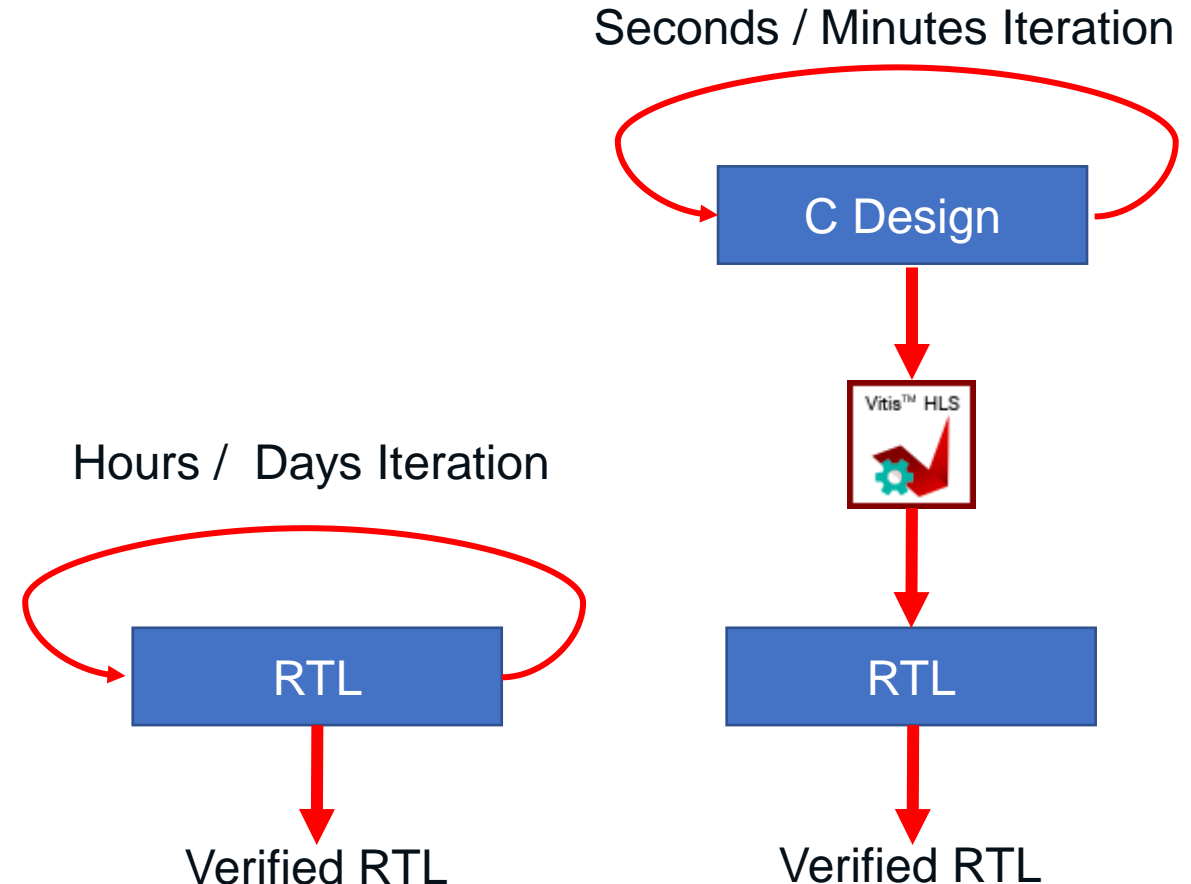 Seconds / Minutes Iteration
C Design
Vitis™ HLS
Hours / Days Iteration
RTL
RTL
Verified RTL
Verified RTL